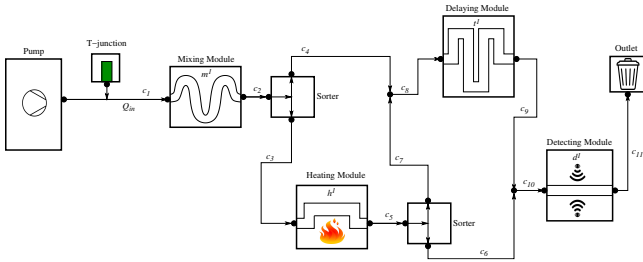 Delaying Module
d¹
T-junction
Pump
Mixing Module
m¹
c₁
Qᵢₙ
c₂
c₄
Sorter
c₈
t¹
c₉
Outlet
c₃
c₇
Heating Module
h¹
c₅
Sorter
c₆
c₁₀
Detecting Module
c₁₁